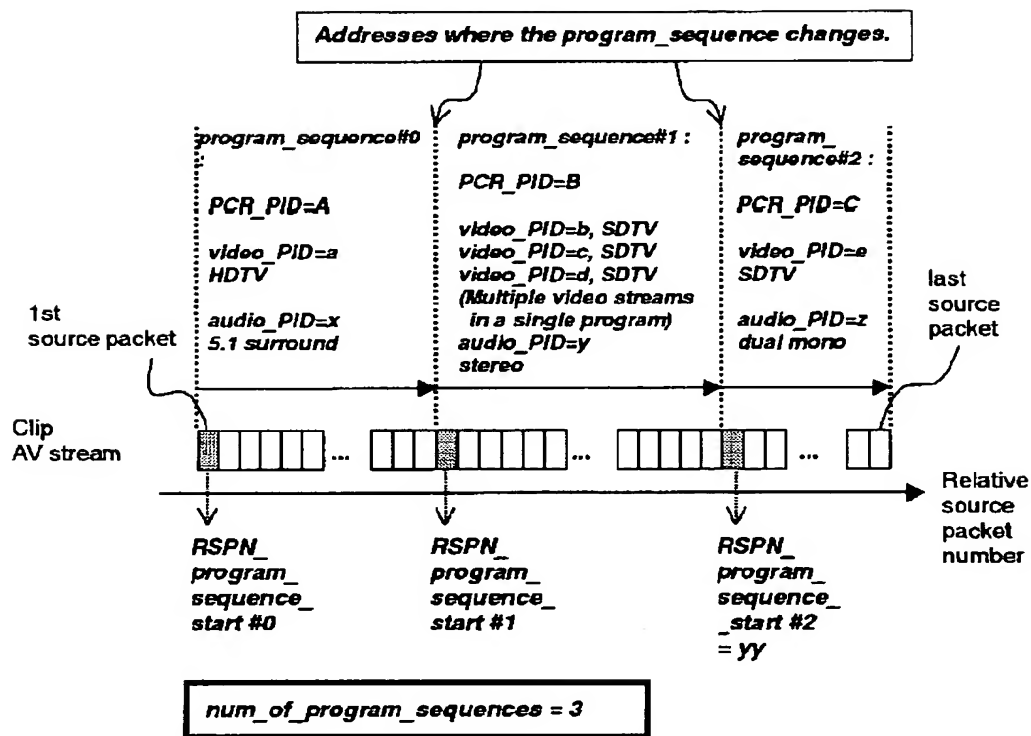 Addresses where the program_sequence changes.
program_sequence#0
:
PCR_PID=A
video_PID=a
HDTV
audio_PID=x
5.1 surround
program_sequence#1 :
PCR_PID=B
video_PID=b, SDTV
video_PID=c, SDTV
video_PID=d, SDTV
(Multiple video streams
in a single program)
audio_PID=y
stereo
program_
sequence#2 :
PCR_PID=C
video_PID=e
SDTV
audio_PID=z
dual mono
1st
source packet
last
source
packet
Clip
AV stream
...
...
...
Relative
source
packet
number
RSPN_
program_
sequence_
start #0
RSPN_
program_
sequence_
start #1
RSPN_
program_
sequence_
_start #2
= yy
num_of_program_sequences = 3